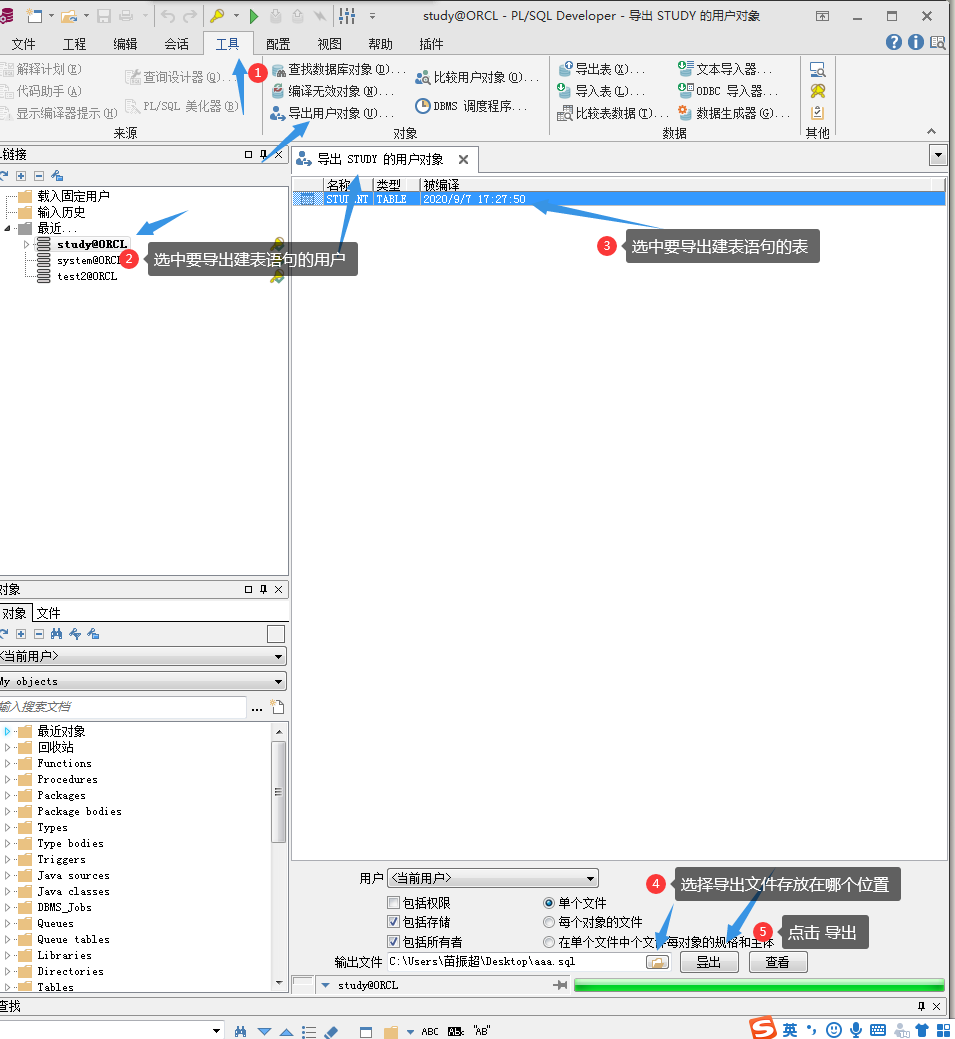 study@ORCL - PL/SQL Developer - 导出 STUDY 的用户对象
文件 工程 编辑 会话 工具 配置 视图 帮助 插件
解释计划(E)
代码助手(A)
显示编译器提示(H)
查询设计器(Q)...
PL/SQL 美化器(B)
来源
1
查找数据库对象(D)...
编译无效对象(N)...
导出用户对象(U)...
比较用户对象(O)...
DBMS 调度程序...
对象
导出表(X)...
导入表(L)...
比较表数据(T)...
文本导入器...
ODBC 导入器...
数据生成器(G)...
数据
其他
链接
载入固定用户
输入历史
最近...
study@ORCL
system@ORCL
test2@ORCL
2 选中要导出建表语句的用户
导出 STUDY 的用户对象
名称 类型 被编译
TABLE 2020/9/7 17:27:50
3 选中要导出建表语句的表
对象
对象 文件
<当前用户>
My objects
输入搜索文档 ...
最近对象
回收站
Functions
Procedures
Packages
Package bodies
Types
Type bodies
Triggers
Java sources
Java classes
DBMS_Jobs
Queues
Queue tables
Libraries
Directories
Tables
用户 <当前用户>
4 选择导出文件存放在哪个位置
包括权限 单个文件
包括存储 每个对象的文件
包括所有者 在单个文件中个文件每对象的规格和主体
5 点击 导出
输出文件 C:\Users\苗振超\Desktop\aaa.sql 导出 查看
study@ORCL
查找
ABC AB: "AB"
S 英